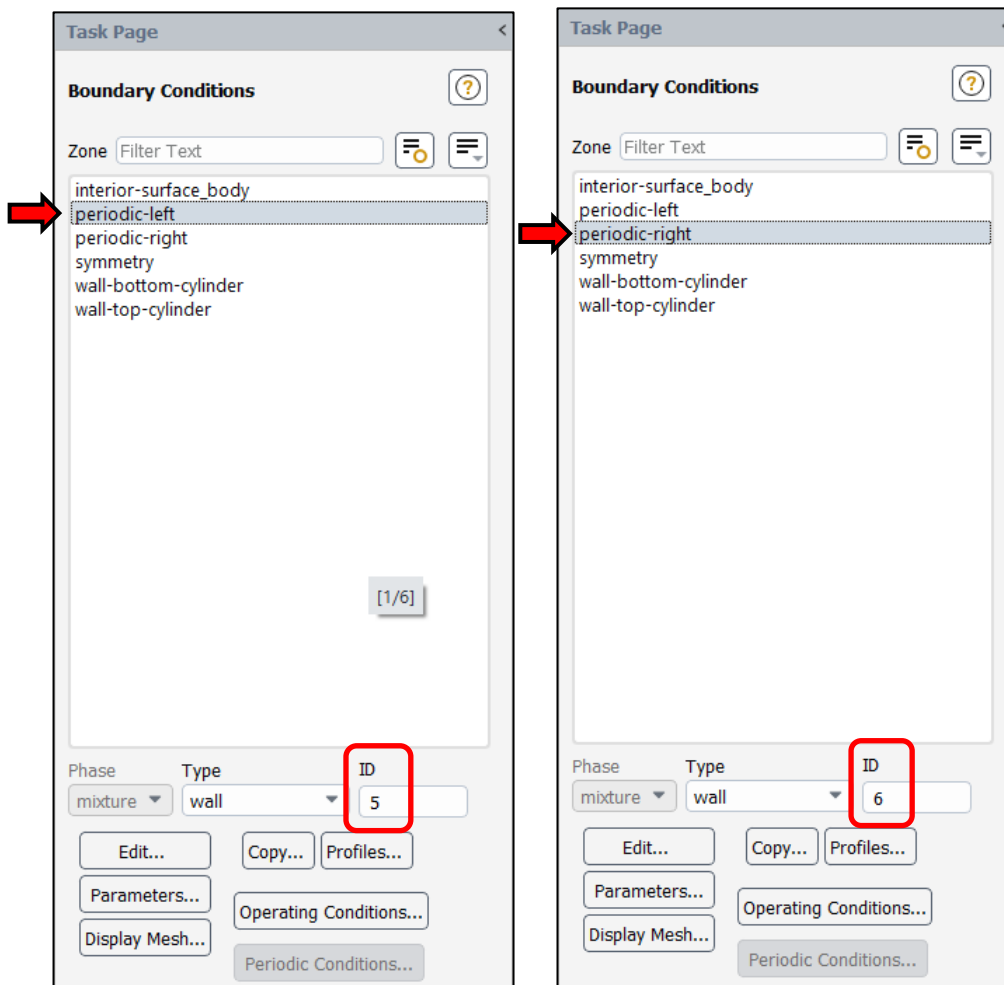 Task Page <
Boundary Conditions ?
Zone Filter Text
interior-surface_body
periodic-left
periodic-right
symmetry
wall-bottom-cylinder
wall-top-cylinder
[1/6]
Phase Type ID
mixture wall 5
Edit... Copy... Profiles...
Parameters...
Operating Conditions...
Display Mesh...
Periodic Conditions...
Task Page
Boundary Conditions ?
Zone Filter Text
interior-surface_body
periodic-left
periodic-right
symmetry
wall-bottom-cylinder
wall-top-cylinder
Phase Type ID
mixture wall 6
Edit... Copy... Profiles...
Parameters...
Operating Conditions...
Display Mesh...
Periodic Conditions...